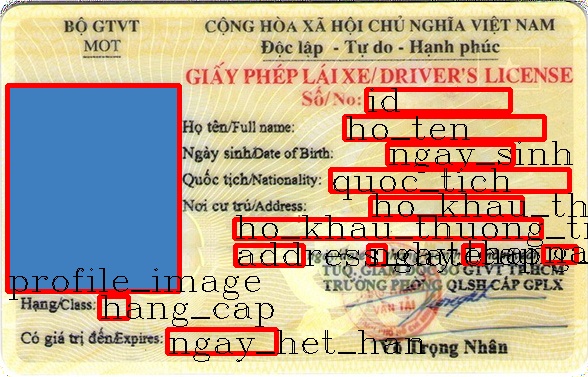 BỘ GTVT
MOT
CỘNG HÒA XÃ HỘI CHỦ NGHĨA VIỆT NAM
Độc lập - Tự do - Hạnh phúc
GIẤY PHÉP LÁI XE/ DRIVER'S LICENSE
Số/No: id
Họ tên/Full name: ho_ten
Ngày sinh/Date of Birth: ngay_sinh
Quốc tịch/Nationality: quoc_tich
Nơi cư trú/Address: ho_khau_th
ho_khau_thuong_t
address
TUQ. GIÁM ĐỐC SỞ GTVT TPHCM
TRƯỞNG PHÒNG QLSH CẤP GPLX
profile_image
Hạng/Class: hang_cap
VẬN TẢI
Có giá trị đến/Expires: ngay_het_han
Võ Trọng Nhân